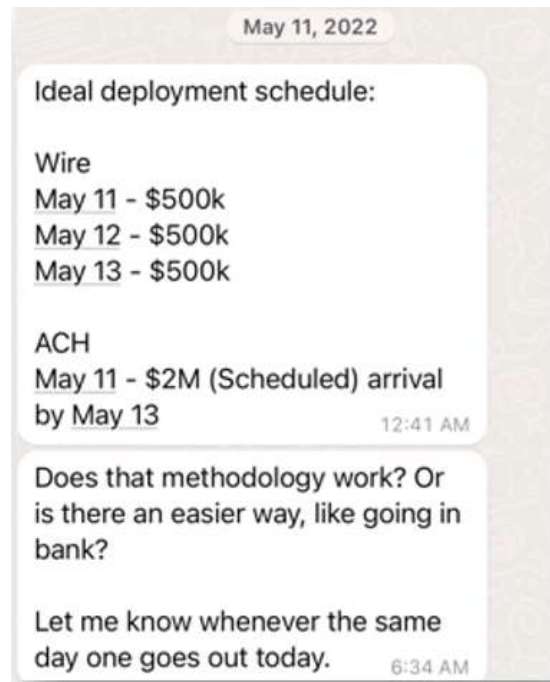 May 11, 2022
Ideal deployment schedule:
Wire
May 11 - $500k
May 12 - $500k
May 13 - $500k
ACH
May 11 - $2M (Scheduled) arrival
by May 13
12:41 AM
Does that methodology work? Or
is there an easier way, like going in
bank?
Let me know whenever the same
day one goes out today.
6:34 AM